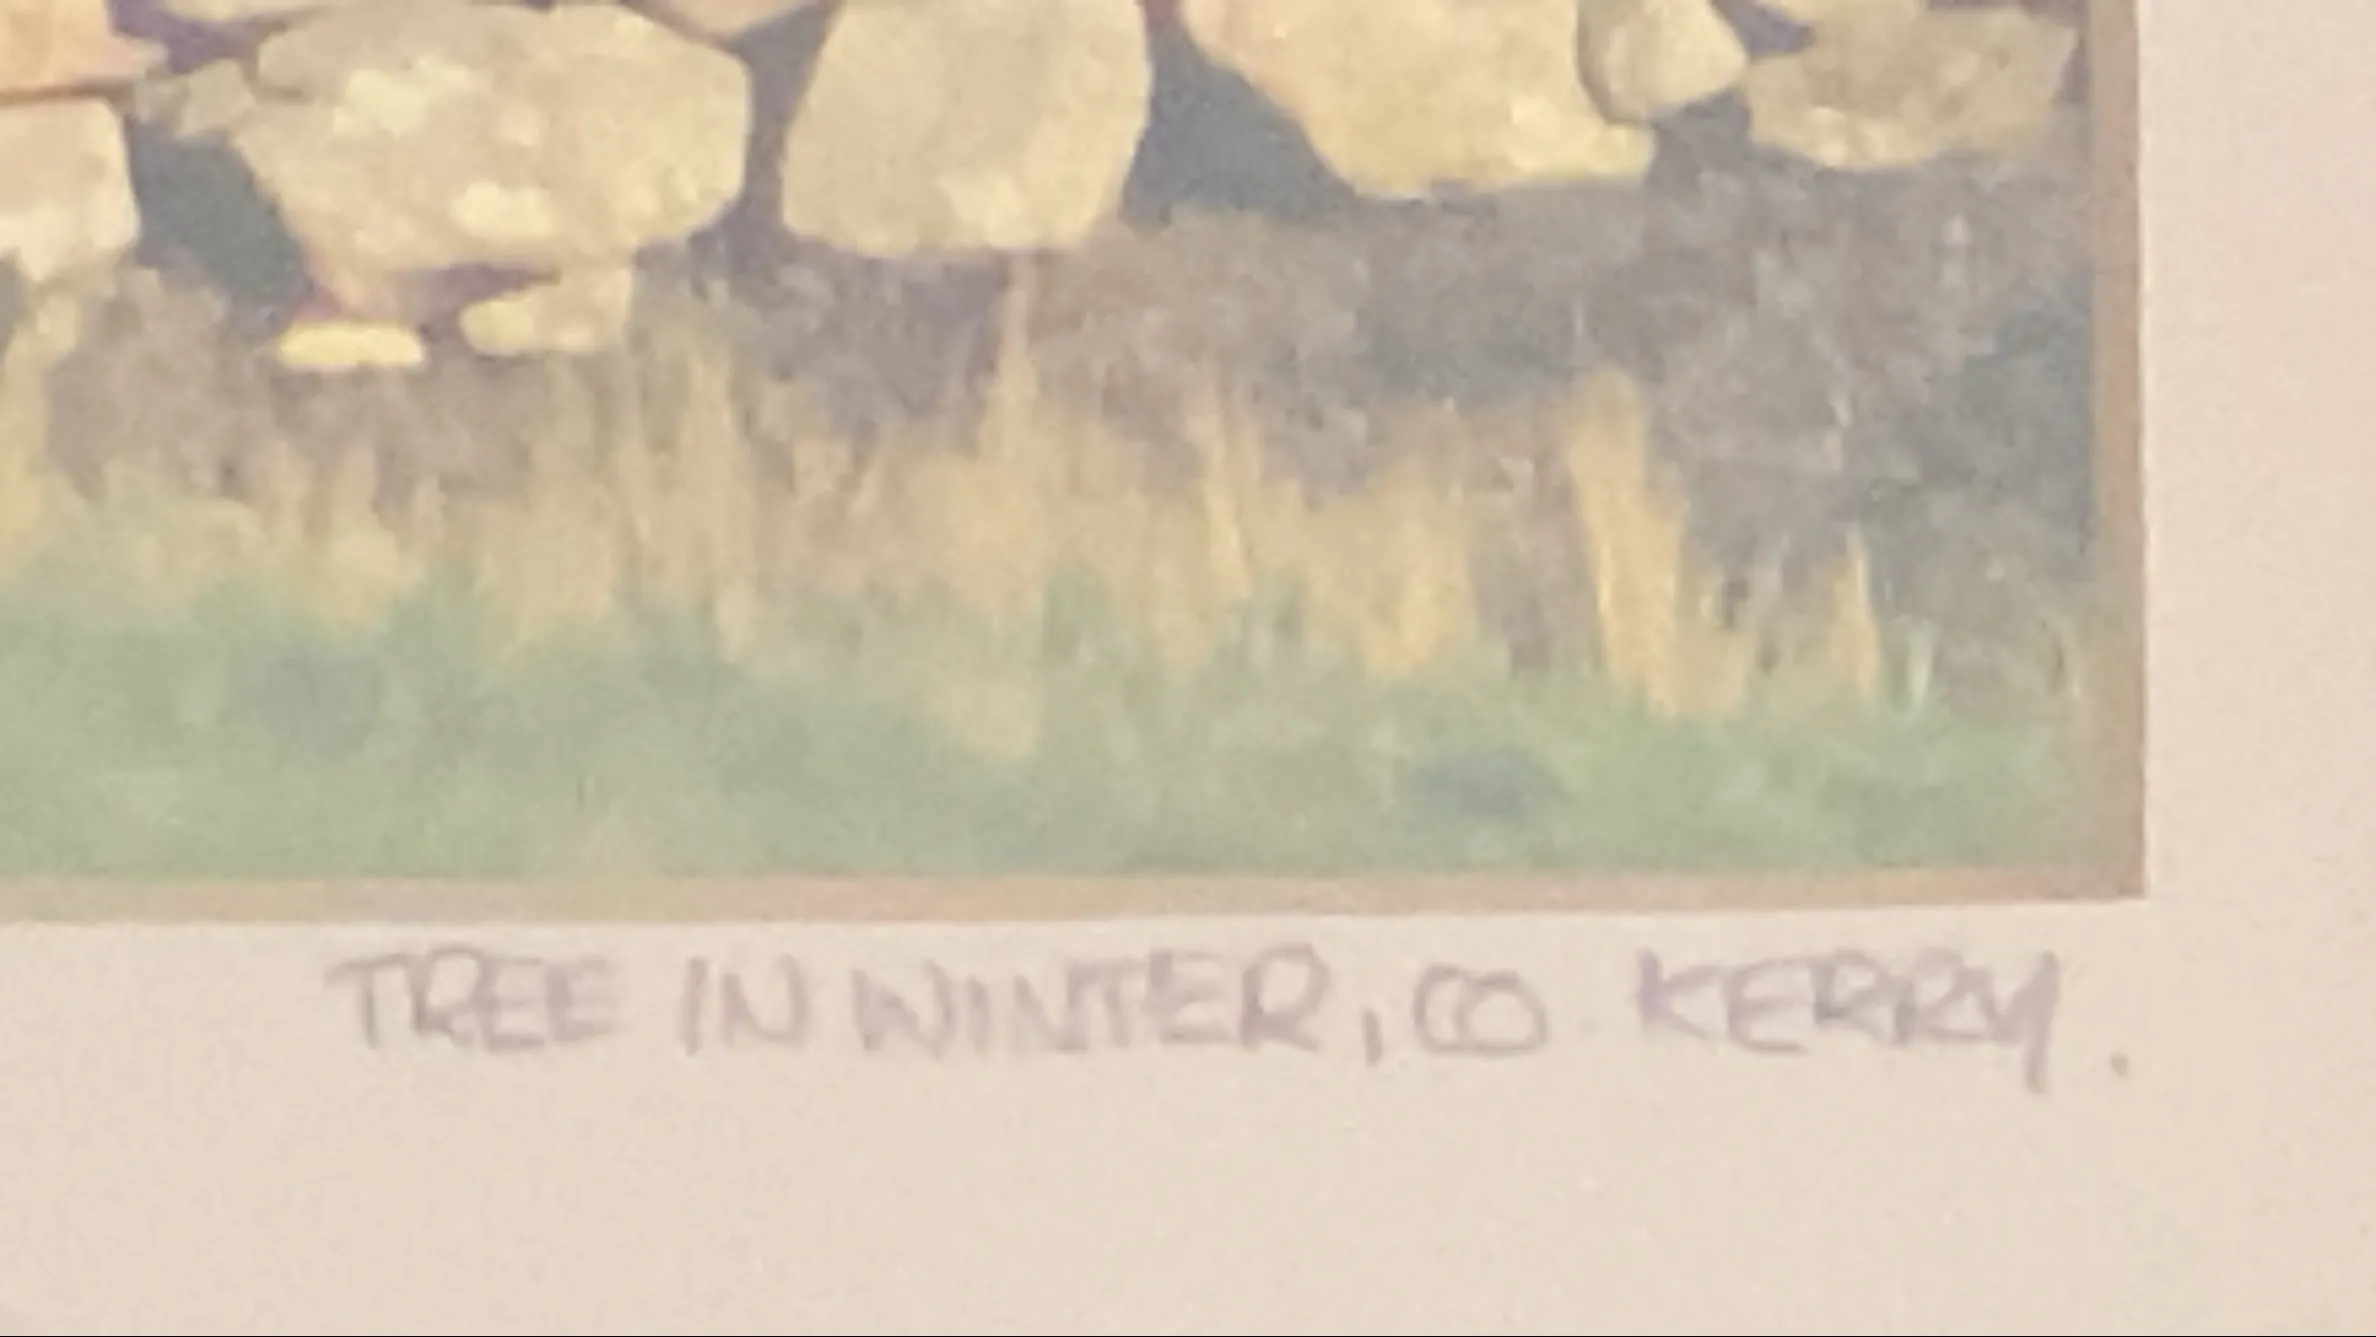 TREE IN WINTER, CO KERRY.